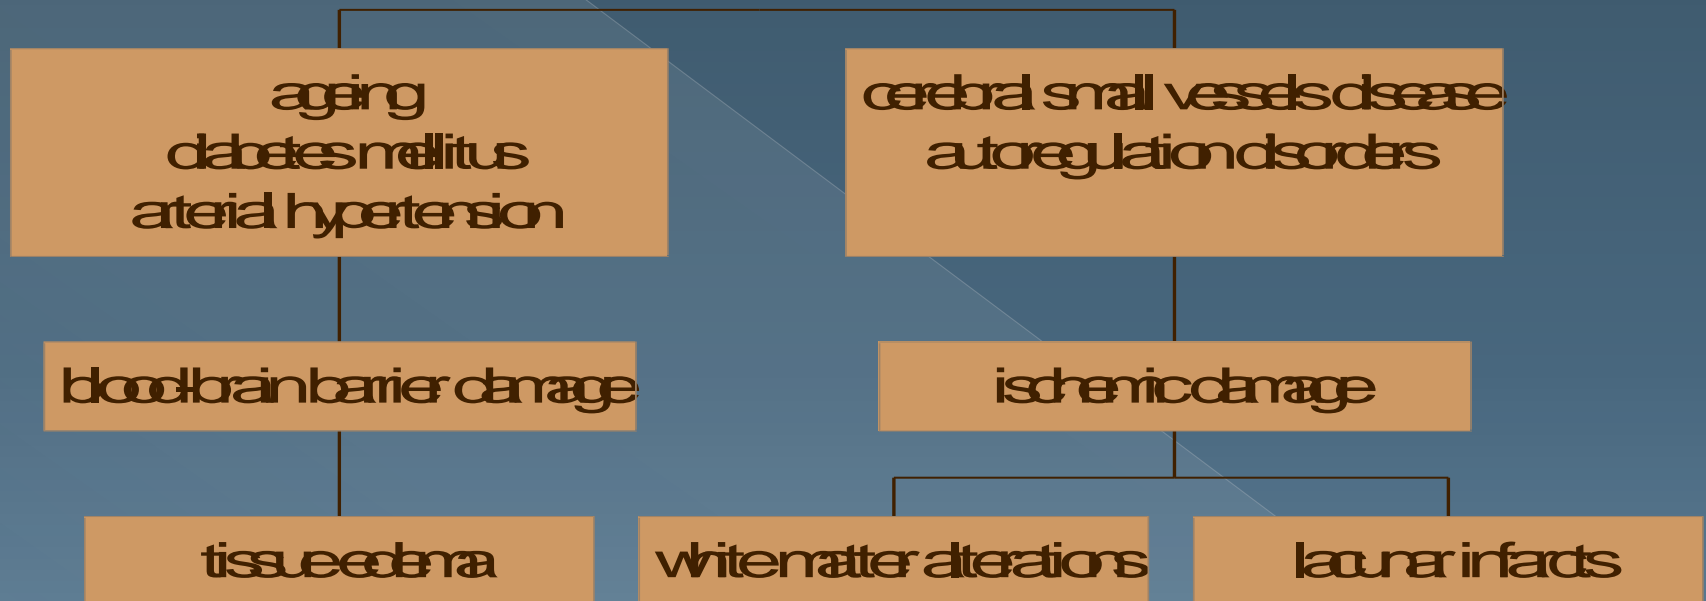 ageing
diabetes mellitus
arterial hypertension
cerebral small vessels disease
autoregulation disorders
blood-brain barrier damage
ischemic damage
tissue edema
white matter alterations
lacunar infarcts